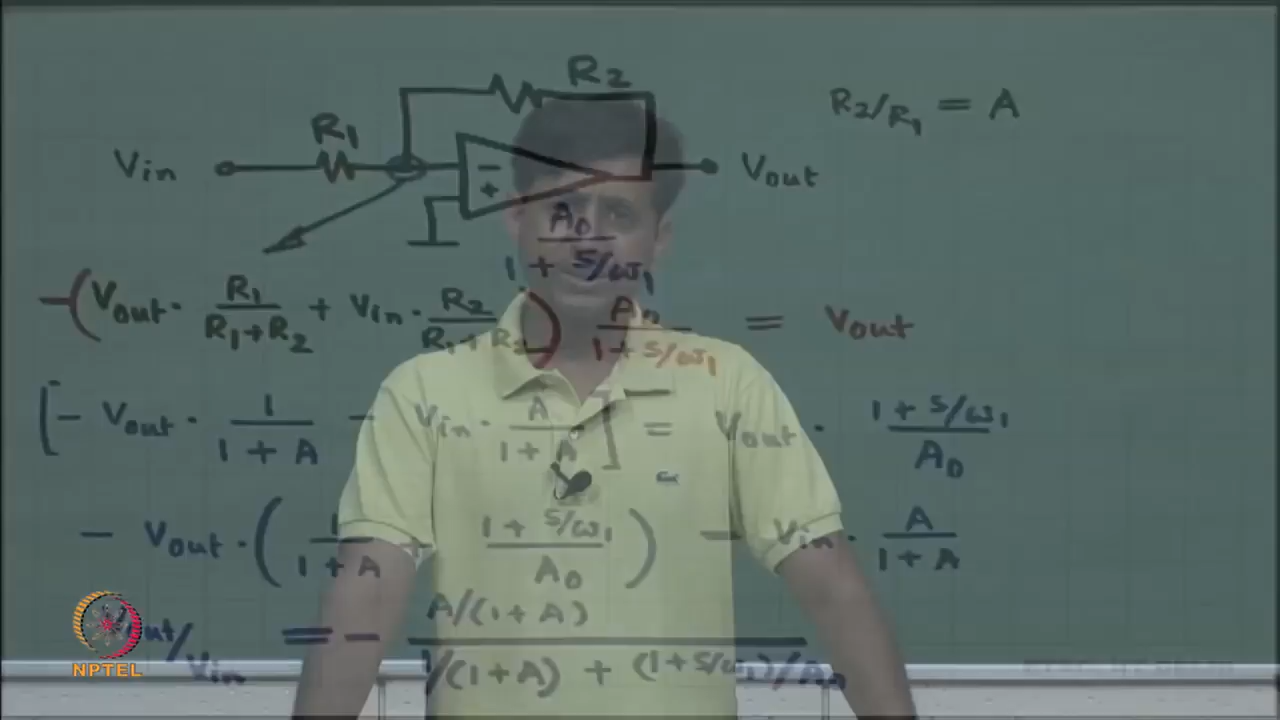 R2
R1
R2/R1 = A
Vin
−
+
Vout
A0 / (1 + s/ω1)
−(Vout · R1/(R1+R2) + Vin · R2/(R1+R2)) A0/(1 + s/ω1) = Vout
[− Vout · 1/(1 + A) − Vin · A/(1 + A)] = Vout · (1 + s/ω1)/A0
− Vout · (1/(1 + A) + (1 + s/ω1)/A0) − Vin · A/(1 + A)
Vout/Vin = − (A/(1 + A)) / (1/(1 + A) + (1 + s/ω1)/A0)
NPTEL